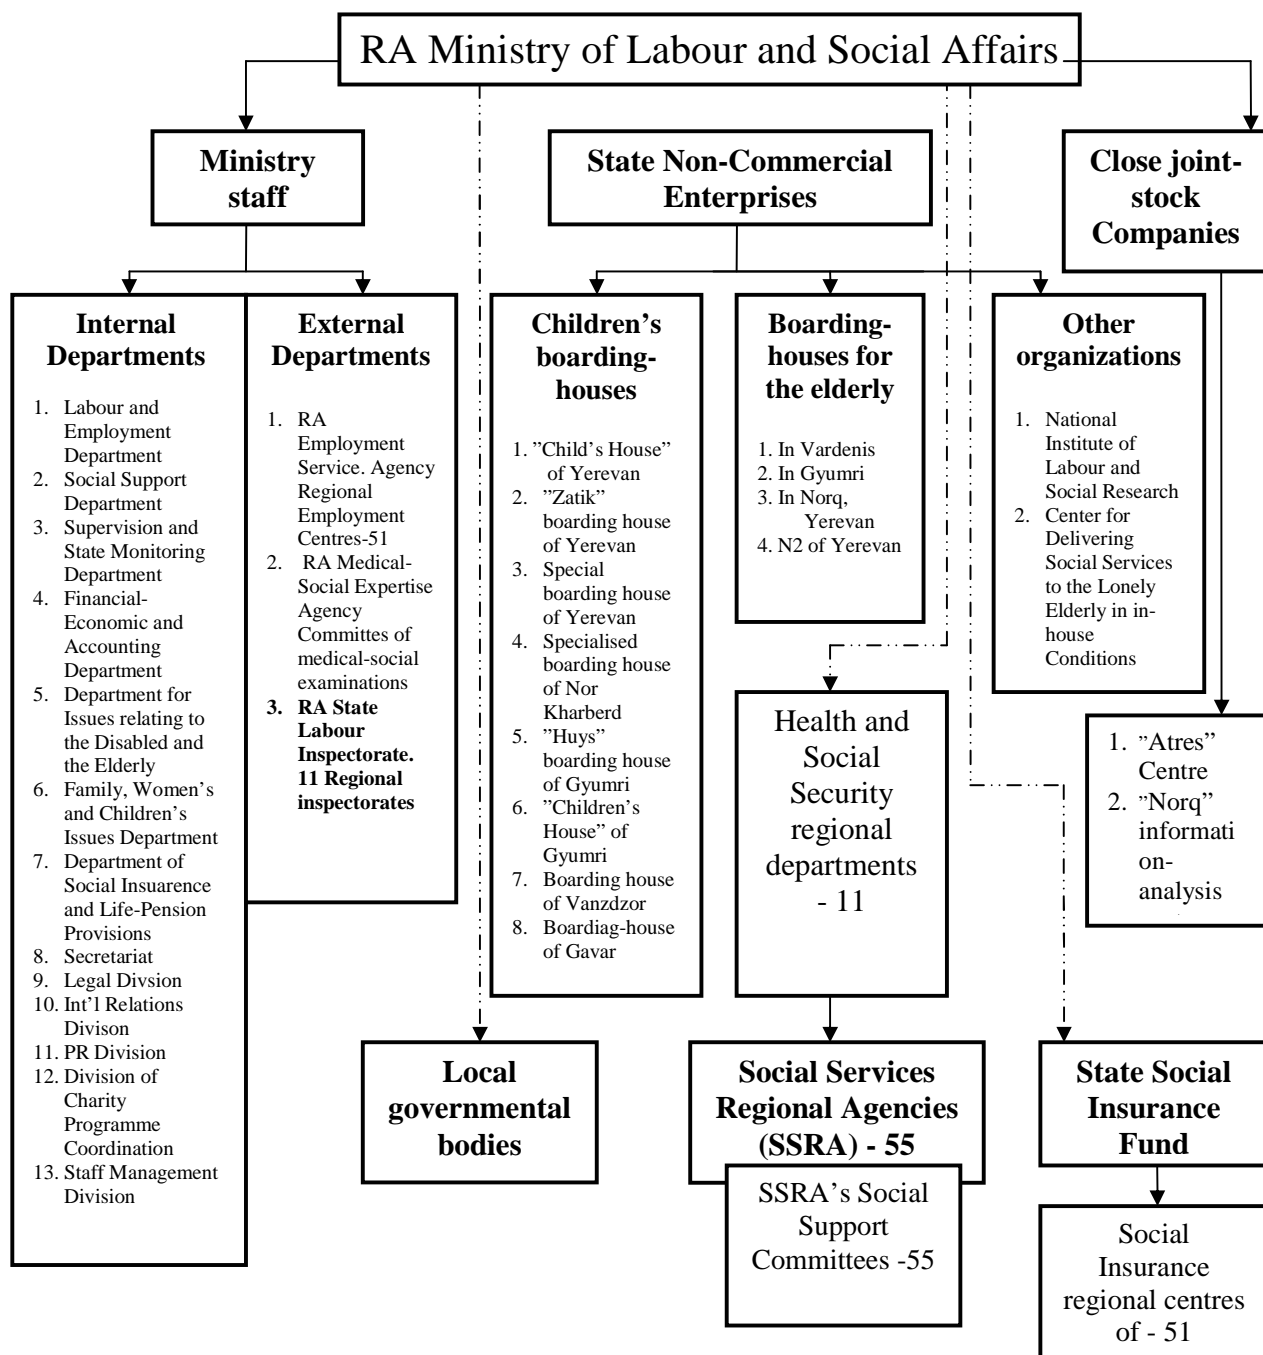 RA Ministry of Labour and Social Affairs
Ministry
staff
State Non-Commercial
Enterprises
Close joint-
stock
Companies
Internal
Departments
1. Labour and
Employment
Department
2. Social Support
Department
3. Supervision and
State Monitoring
Department
4. Financial-
Economic and
Accounting
Department
5. Department for
Issues relating to
the Disabled and
the Elderly
6. Family, Women’s
and Children’s
Issues Department
7. Department of
Social Insuarence
and Life-Pension
Provisions
8. Secretariat
9. Legal Divsion
10. Int’l Relations
Divison
11. PR Division
12. Division of
Charity
Programme
Coordination
13. Staff Management
Division
External
Departments
1. RA
Employment
Service. Agency
Regional
Employment
Centres-51
2. RA Medical-
Social Expertise
Agency
Committes of
medical-social
examinations
3. RA State
Labour
Inspectorate.
11 Regional
inspectorates
Children’s
boarding-
houses
1. ”Child’s House”
of Yerevan
2. ”Zatik”
boarding house
of Yerevan
3. Special
boarding house
of Yerevan
4. Specialised
boarding house
of Nor
Kharberd
5. "Huys”
boarding house
of Gyumri
6. ”Children’s
House” of
Gyumri
7. Boarding house
of Vanzdzor
8. Boardiag-house
of Gavar
Boarding-
houses for
the elderly
1. In Vardenis
2. In Gyumri
3. In Norq,
Yerevan
4. N2 of Yerevan
Other
organizations
1. National
Institute of
Labour and
Social Research
2. Center for
Delivering
Social Services
to the Lonely
Elderly in in-
house
Conditions
Health and
Social
Security
regional
departments
- 11
1. ”Atres”
Centre
2. ”Norq”
informati
on-
analysis
Local
governmental
bodies
Social Services
Regional Agencies
(SSRA) - 55
SSRA’s Social
Support
Committees -55
State Social
Insurance
Fund
Social
Insurance
regional centres
of - 51